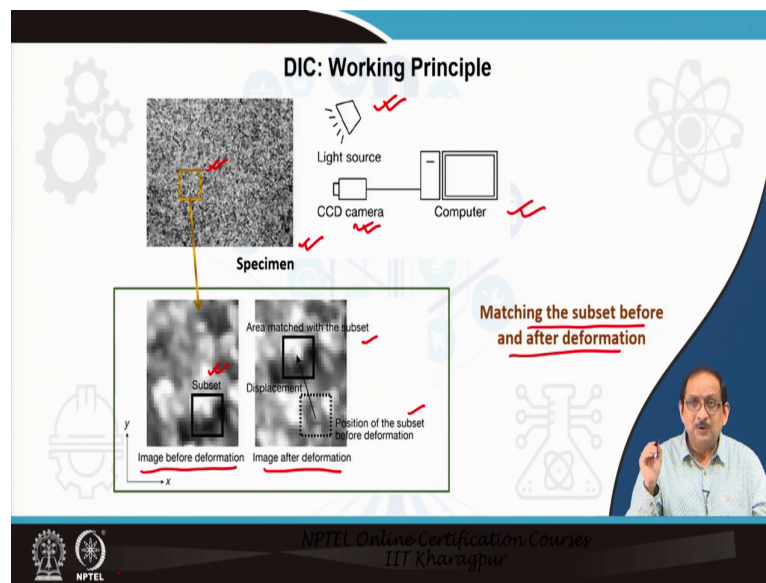 DIC: Working Principle
Light source
CCD camera
Computer
Specimen
Area matched with the subset
Subset
Displacement
Position of the subset
before deformation
y
x
Image before deformation
Image after deformation
Matching the subset before
and after deformation
NPTEL
NPTEL Online Certification Courses
IIT Kharagpur